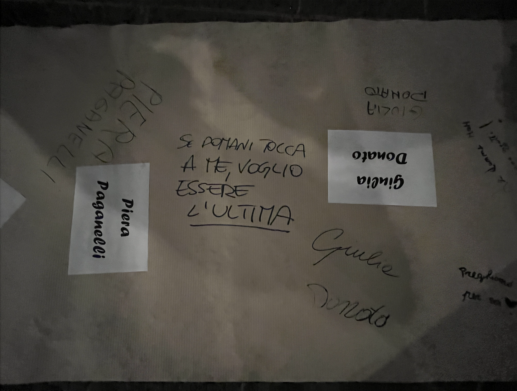 PIERA
PAGANELLI
Piera
Paganelli
SE DOMANI TOCCA
A ME, VOGLIO
ESSERE
L'ULTIMA
GIULIA
DONATO
Giulia
Donato
Giulia
Donato